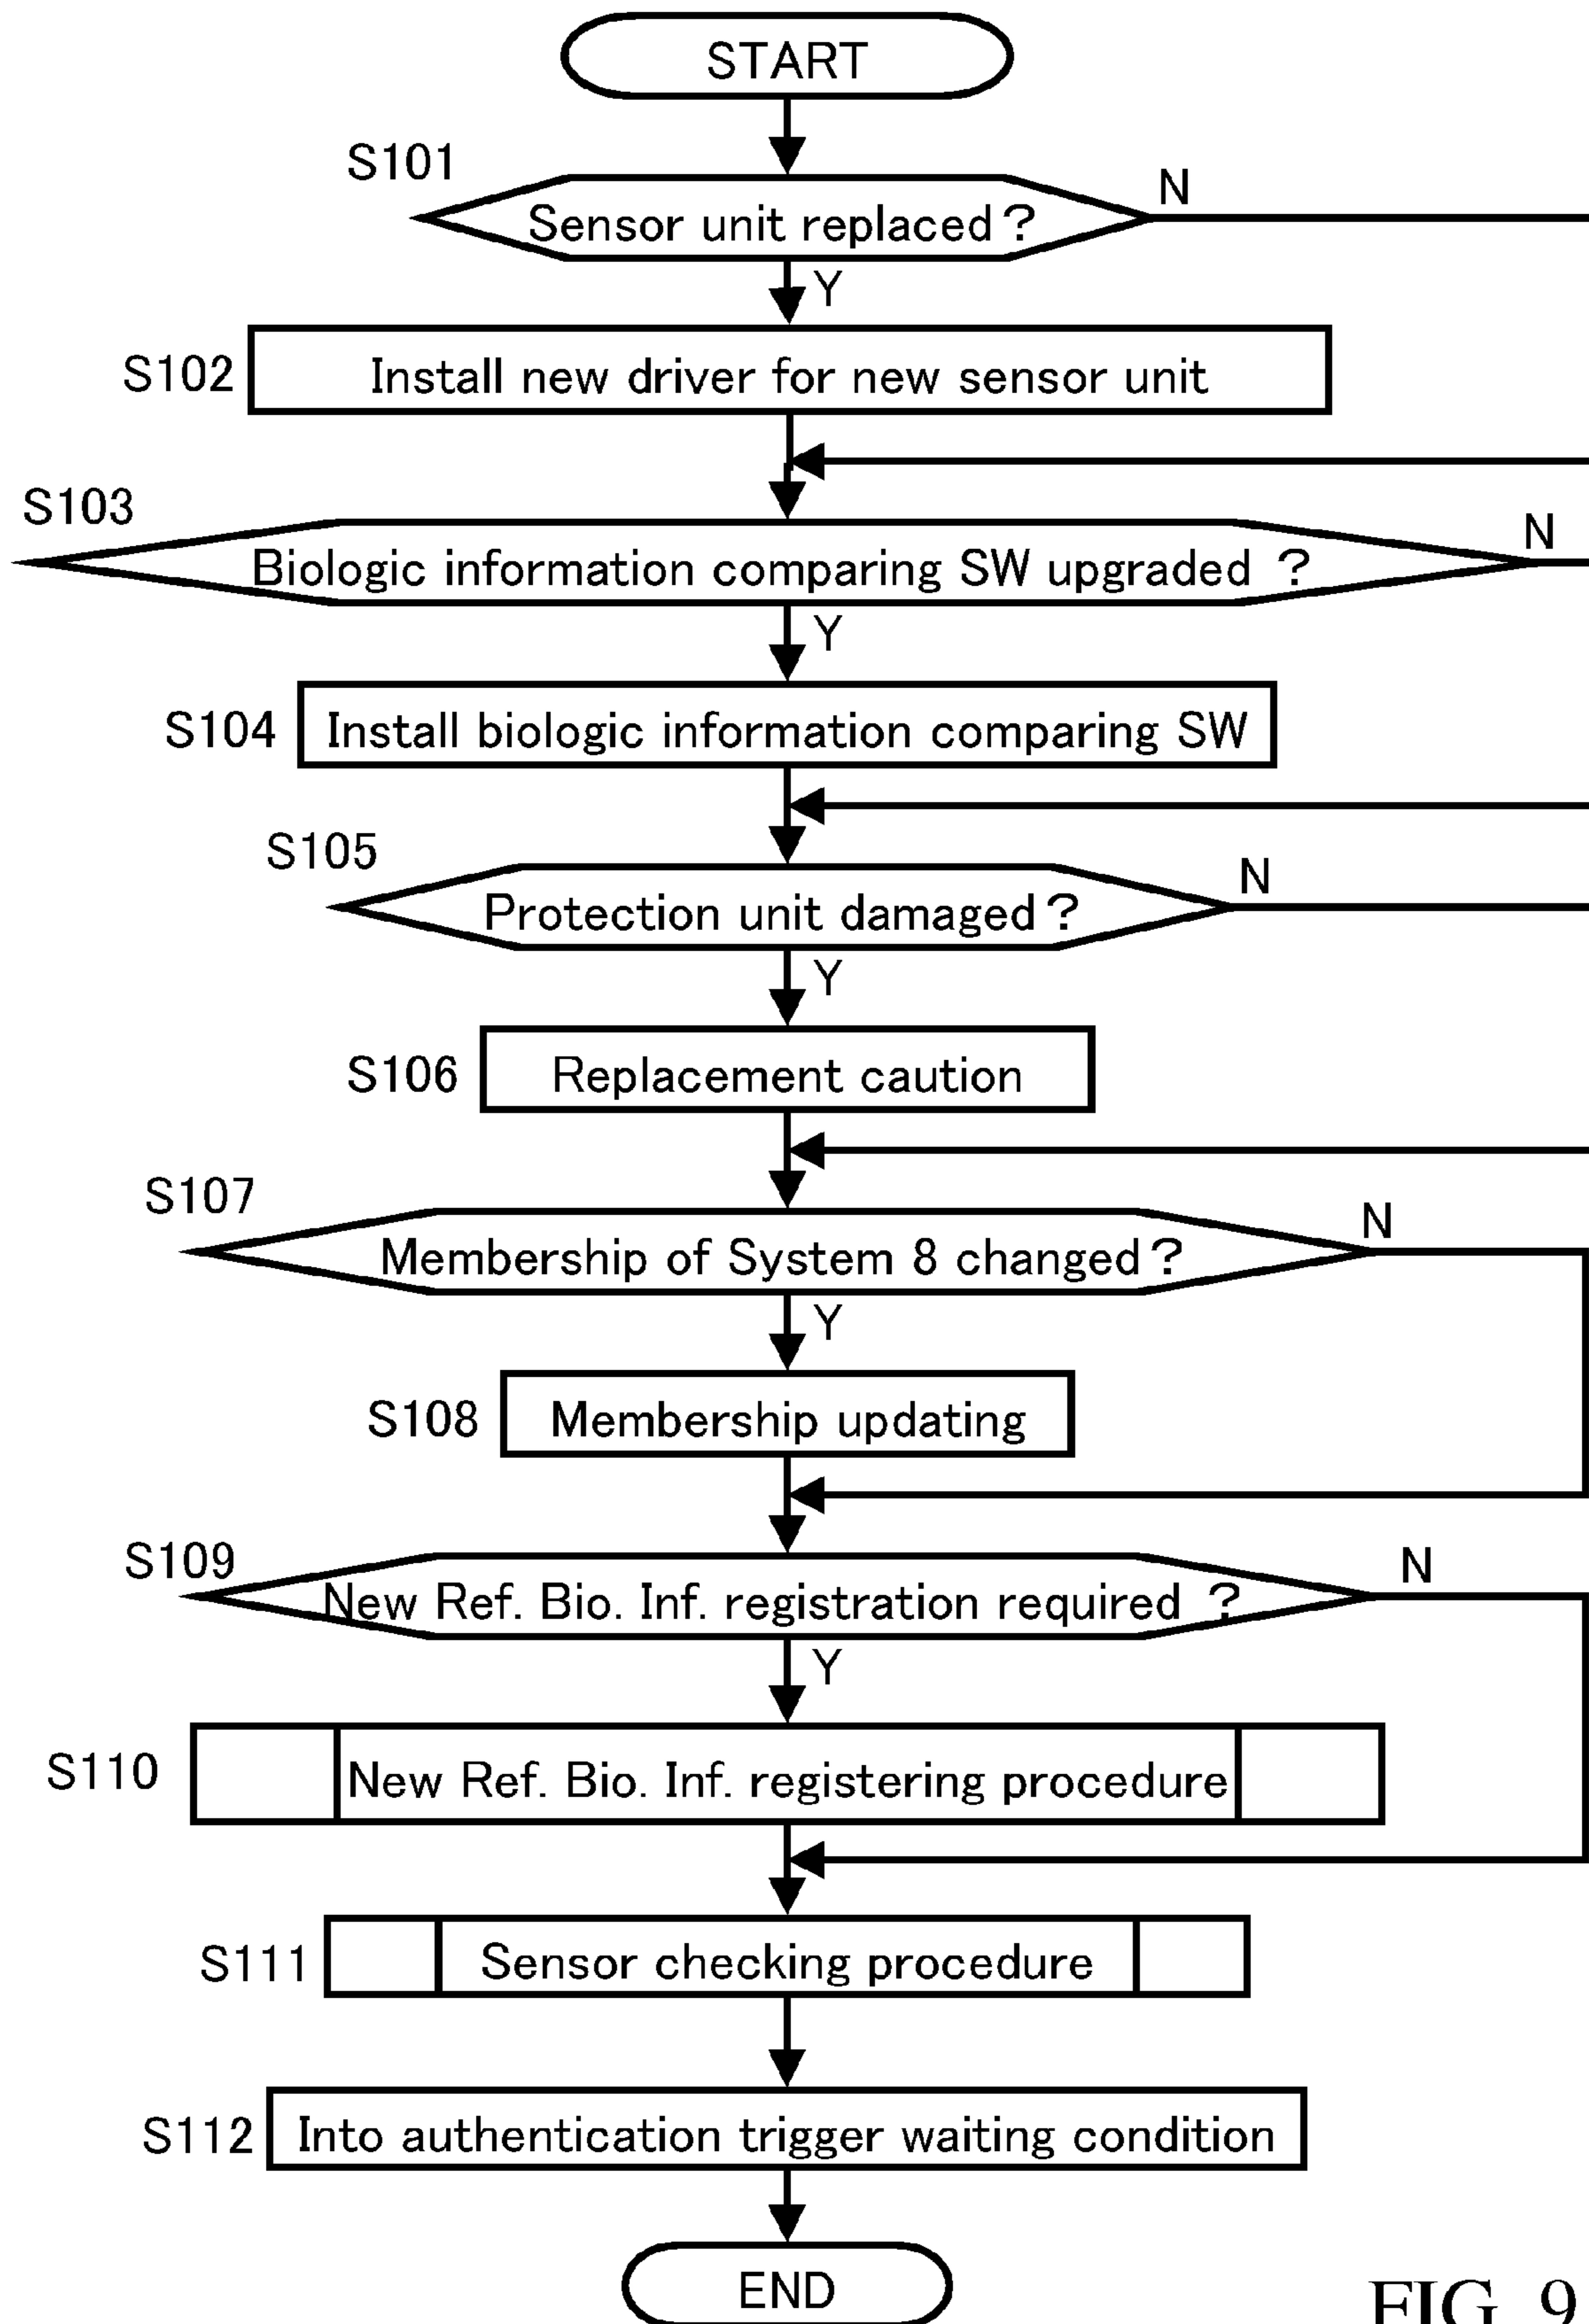 START
S101
N
Sensor unit replaced?
Y
S102
Install new driver for new sensor unit
S103
N
Biologic information comparing SW upgraded ?
Y
S104
Install biologic information comparing SW
S105
N
Protection unit damaged?
Y
S106
Replacement caution
S107
N
Membership of System 8 changed?
Y
S108
Membership updating
S109
N
New Ref. Bio. Inf. registration required ?
Y
S110
New Ref. Bio. Inf. registering procedure
S111
Sensor checking procedure
S112
Into authentication trigger waiting condition
END
FIG. 9